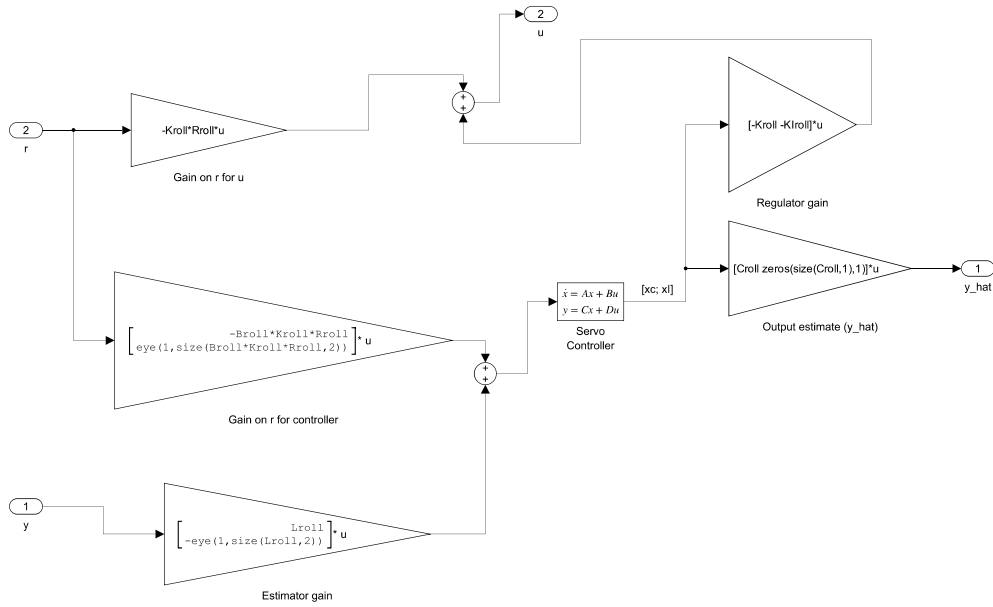 2
u
+
+
2
r
-Kroll*Rroll*u
Gain on r for u
[-Kroll -KIroll]*u
Regulator gain
[Croll zeros(size(Croll,1),1)]*u
Output estimate (y_hat)
1
y_hat
[xc; xI]
ẋ = Ax + Bu
y = Cx + Du
Servo
Controller
-Broll*Kroll*Rroll
[eye(1,size(Broll*Kroll*Rroll,2))]* u
Gain on r for controller
+
+
1
y
Lroll
[-eye(1,size(Lroll,2))]* u
Estimator gain